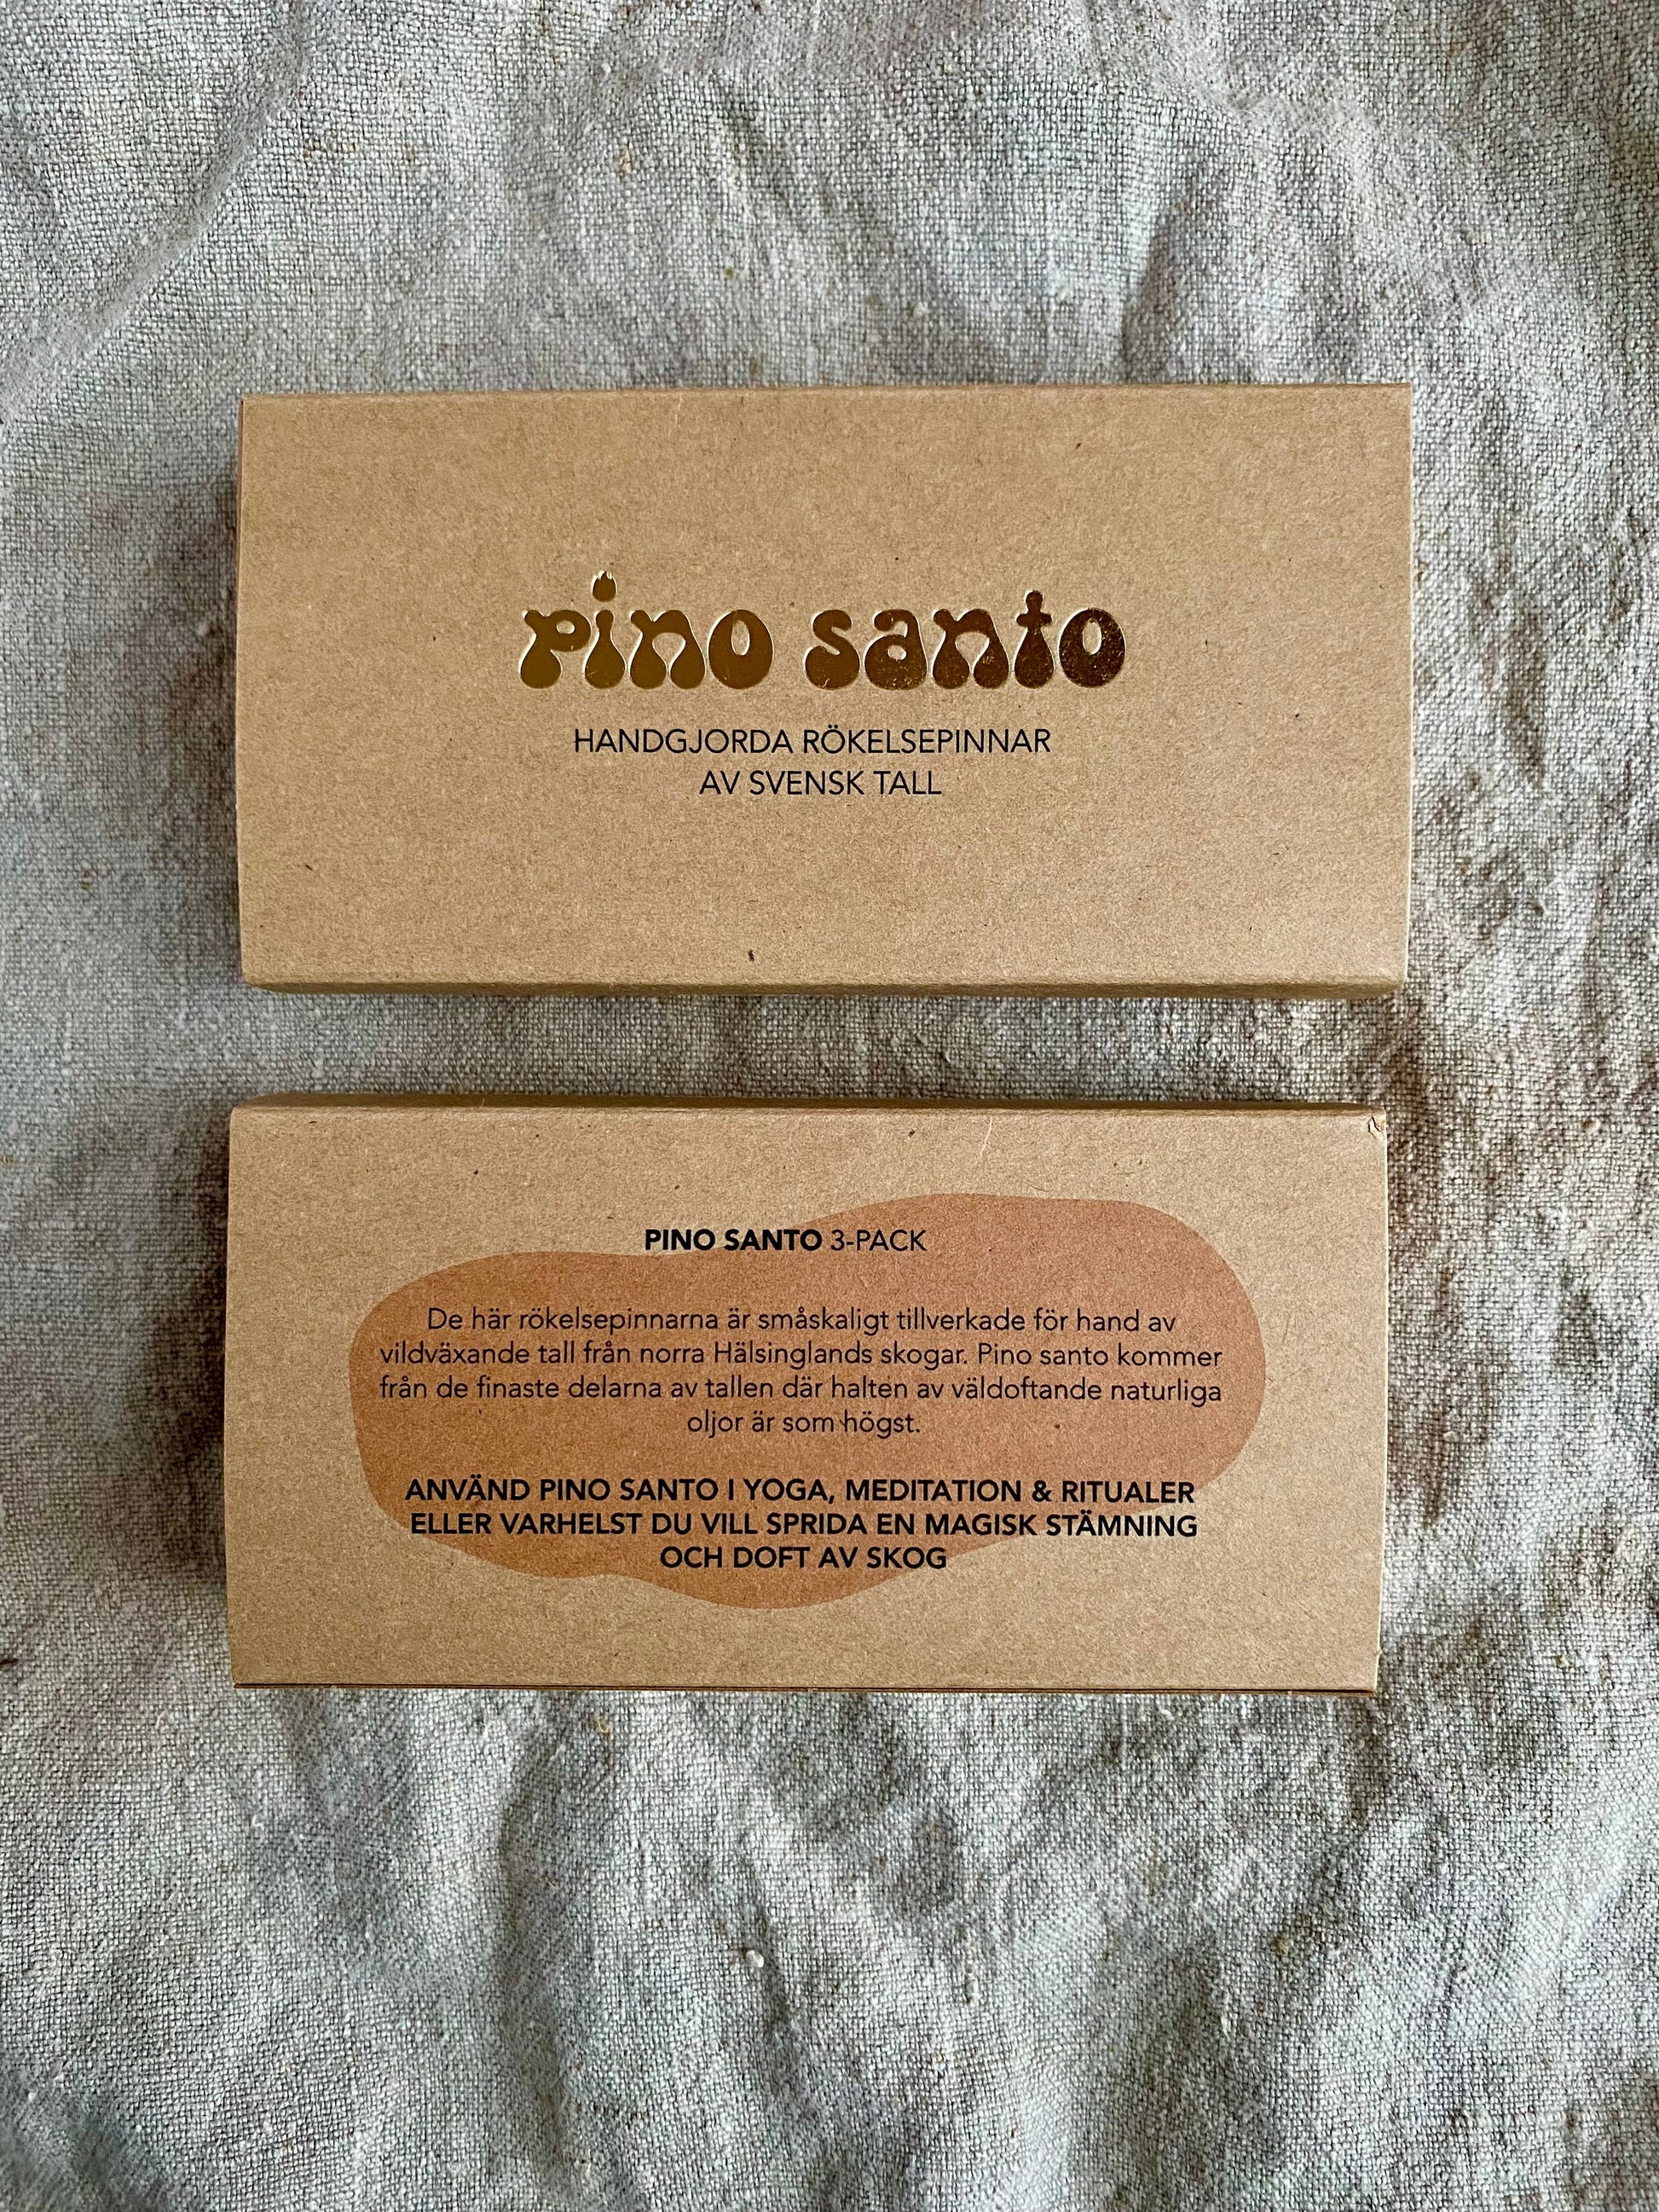 pino santo
HANDGJORDA RÖKELSEPINNAR
AV SVENSK TALL
PINO SANTO 3-PACK
De här rökelsepinnarna är småskaligt tillverkade för hand av
vildväxande tall från norra Hälsinglands skogar. Pino santo kommer
från de finaste delarna av tallen där halten av väldoftande naturliga
oljor är som högst.
ANVÄND PINO SANTO I YOGA, MEDITATION & RITUALER
ELLER VARHELST DU VILL SPRIDA EN MAGISK STÄMNING
OCH DOFT AV SKOG